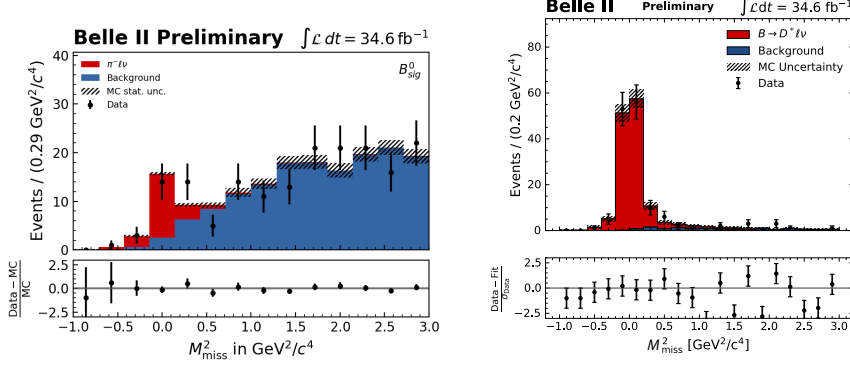 Belle II Preliminary ∫ℒ dt = 34.6 fb⁻¹
Events / (0.29 GeV²/c⁴)
40
30
20
10
0
π⁻ℓν
Background
MC stat. unc.
Data
B⁰sig
Data − MC
MC
2.5
0.0
−2.5
−1.0 −0.5 0.0 0.5 1.0 1.5 2.0 2.5 3.0
M²miss in GeV²/c⁴
Belle II Preliminary ∫ℒdt = 34.6 fb⁻¹
Events / (0.2 GeV²/c⁴)
80
60
40
20
0
B → D*ℓν
Background
MC Uncertainty
Data
Data − Fit
σData
2.5
0.0
−2.5
−1.0 −0.5 0.0 0.5 1.0 1.5 2.0 2.5 3.0
M²miss [GeV²/c⁴]